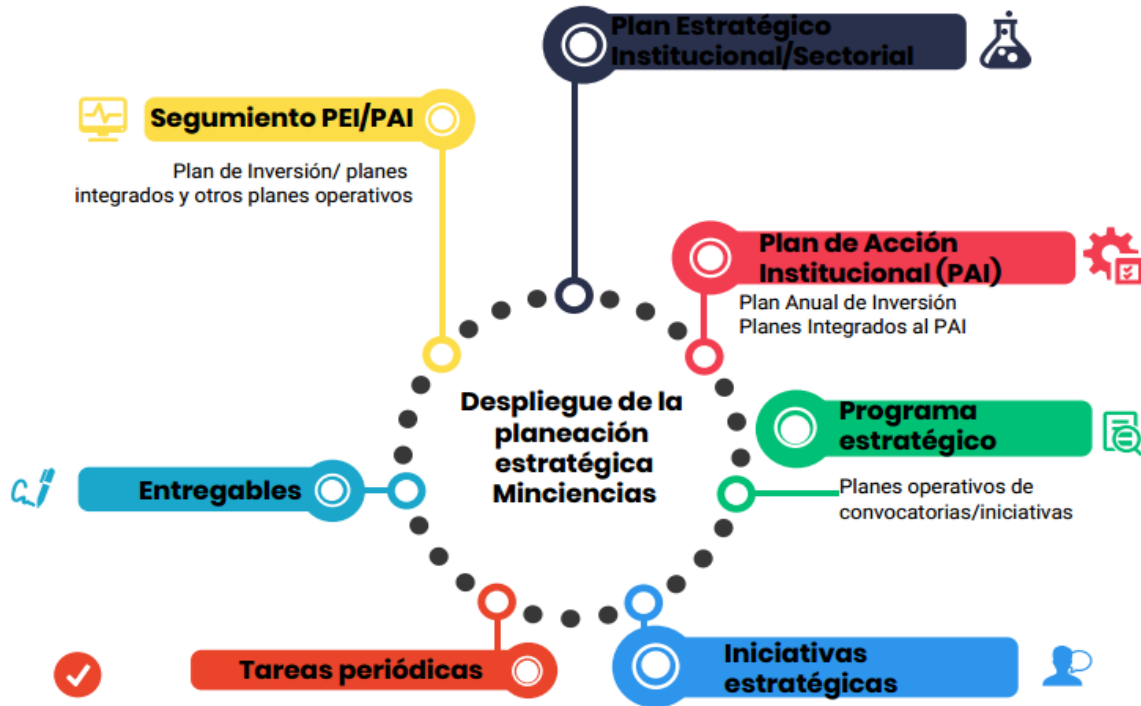 Plan Estratégico
Institucional/Sectorial
Segumiento PEI/PAI
Plan de Inversión/ planes
integrados y otros planes operativos
Plan de Acción
Institucional (PAI)
Plan Anual de Inversión
Planes Integrados al PAI
Despliegue de la
planeación
estratégica
Minciencias
Programa
estratégico
Planes operativos de
convocatorias/iniciativas
Entregables
Tareas periódicas
Iniciativas
estratégicas